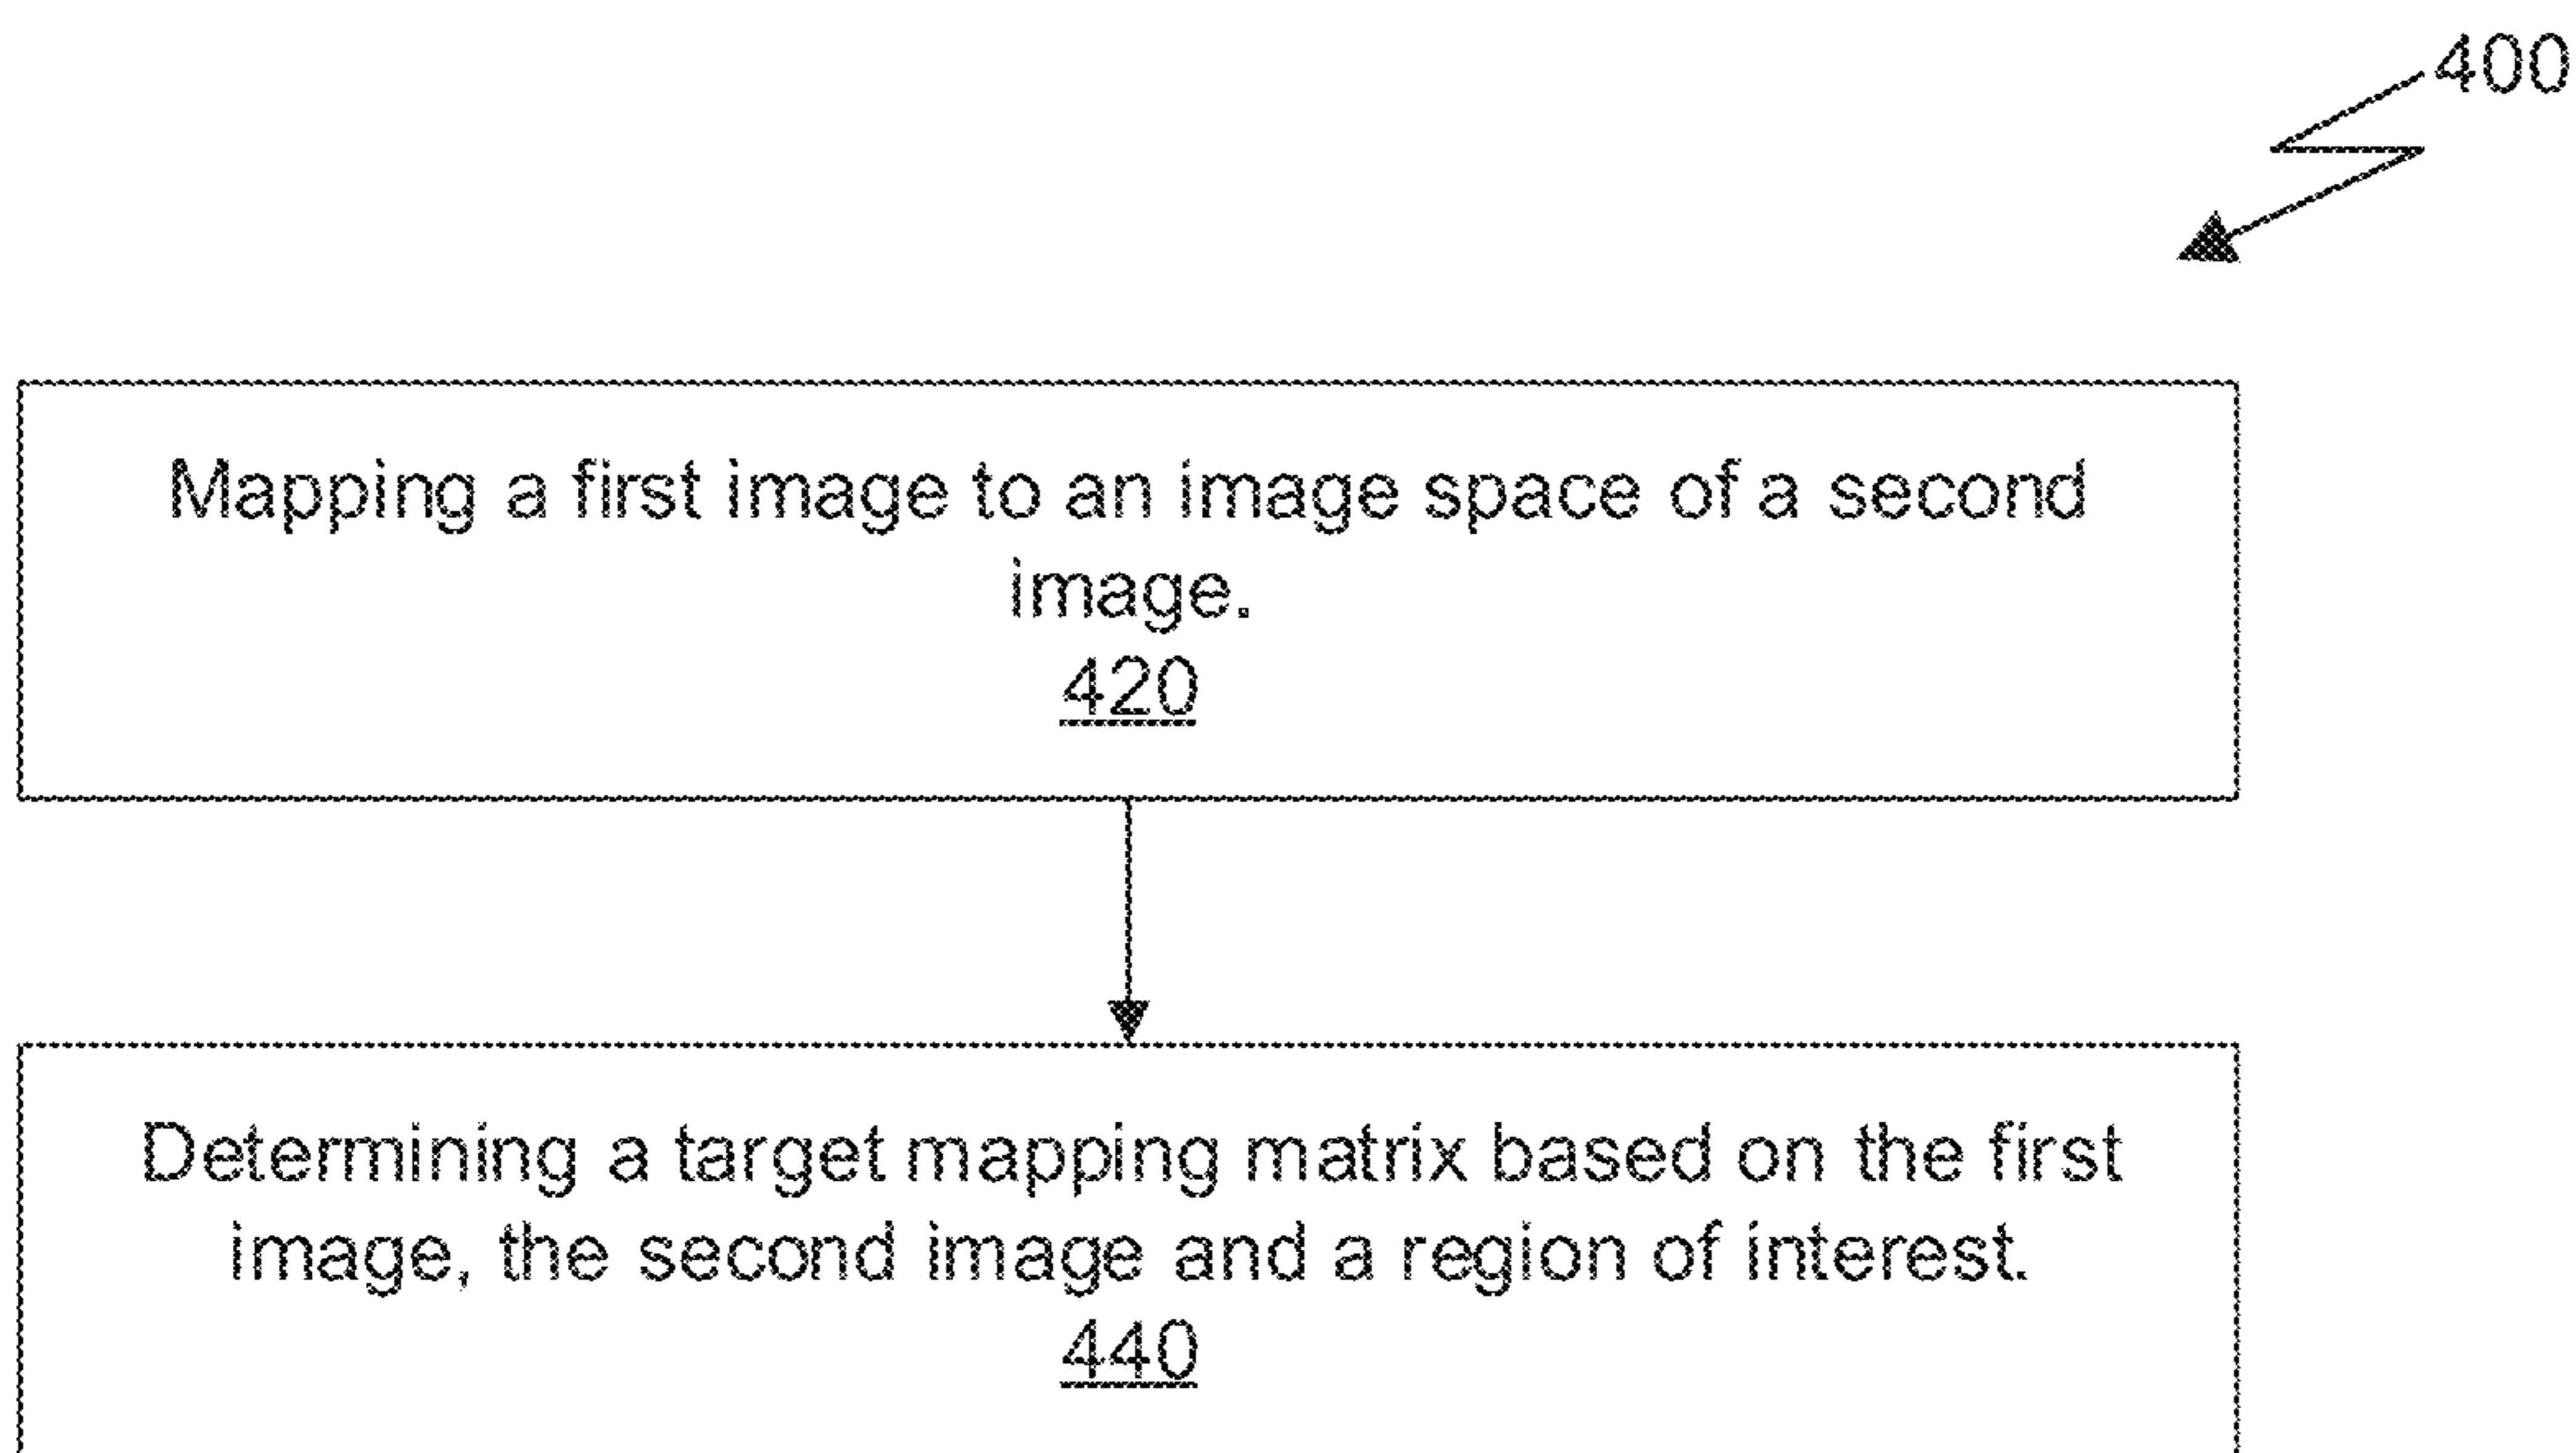 400
Mapping a first image to an image space of a second
image.
420
Determining a target mapping matrix based on the first
image, the second image and a region of interest.
440